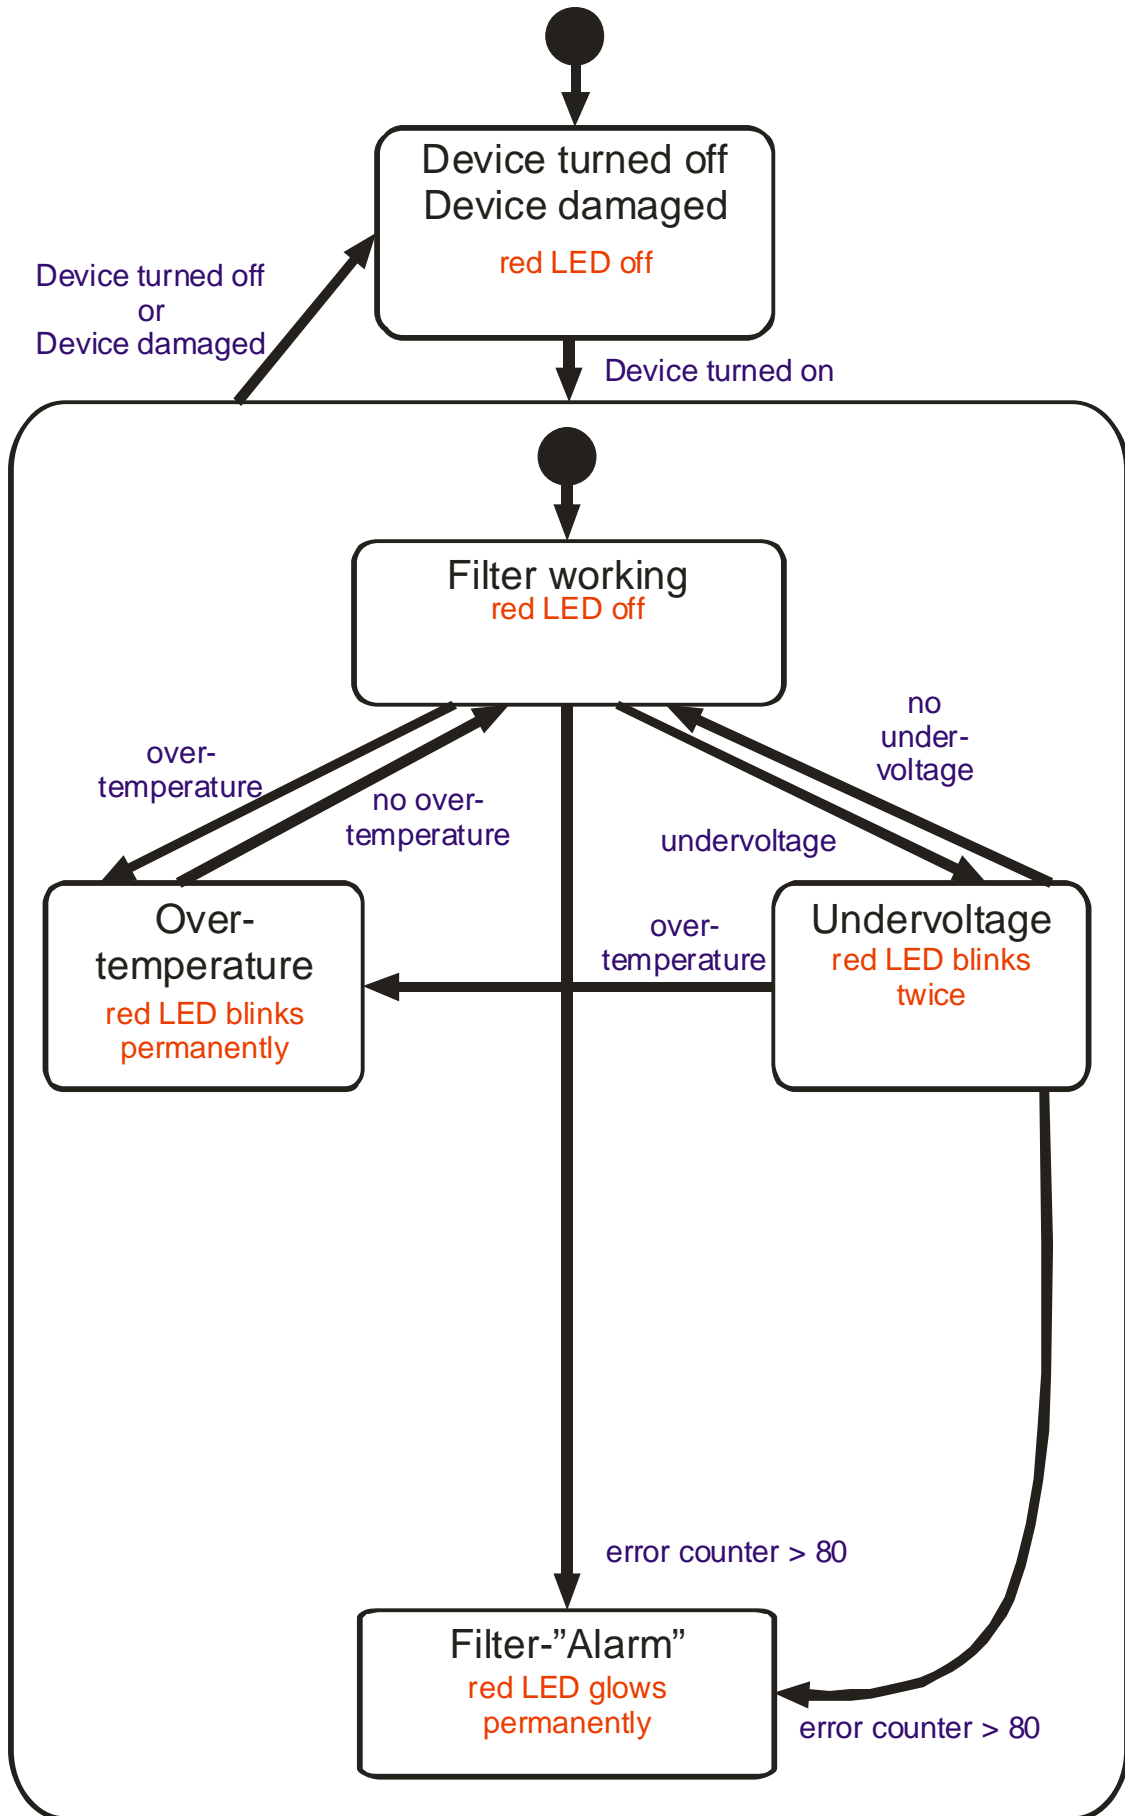 Device turned off
Device damaged
red LED off
Device turned off
or
Device damaged
Device turned on
Filter working
red LED off
over-
temperature
no over-
temperature
undervoltage
no
under-
voltage
Over-
temperature
red LED blinks
permanently
over-
temperature
Undervoltage
red LED blinks
twice
error counter > 80
Filter-”Alarm”
red LED glows
permanently
error counter > 80